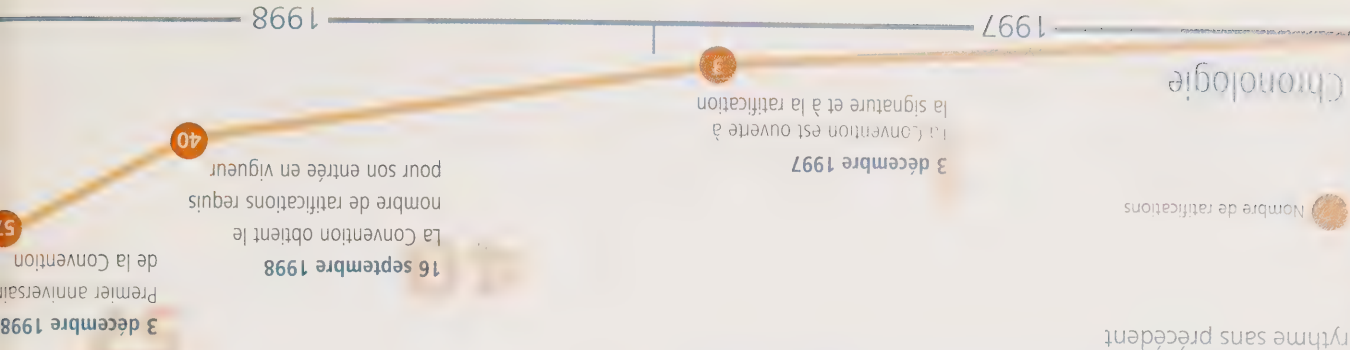 rythme sans précédent
Nombre de ratifications
Chronologie
3 décembre 1997
La Convention est ouverte à
la signature et à la ratification
3
1997
16 septembre 1998
La Convention obtient le
nombre de ratifications requis
pour son entrée en vigueur
40
1998
3 décembre 1998
Premier anniversai
de la Convention